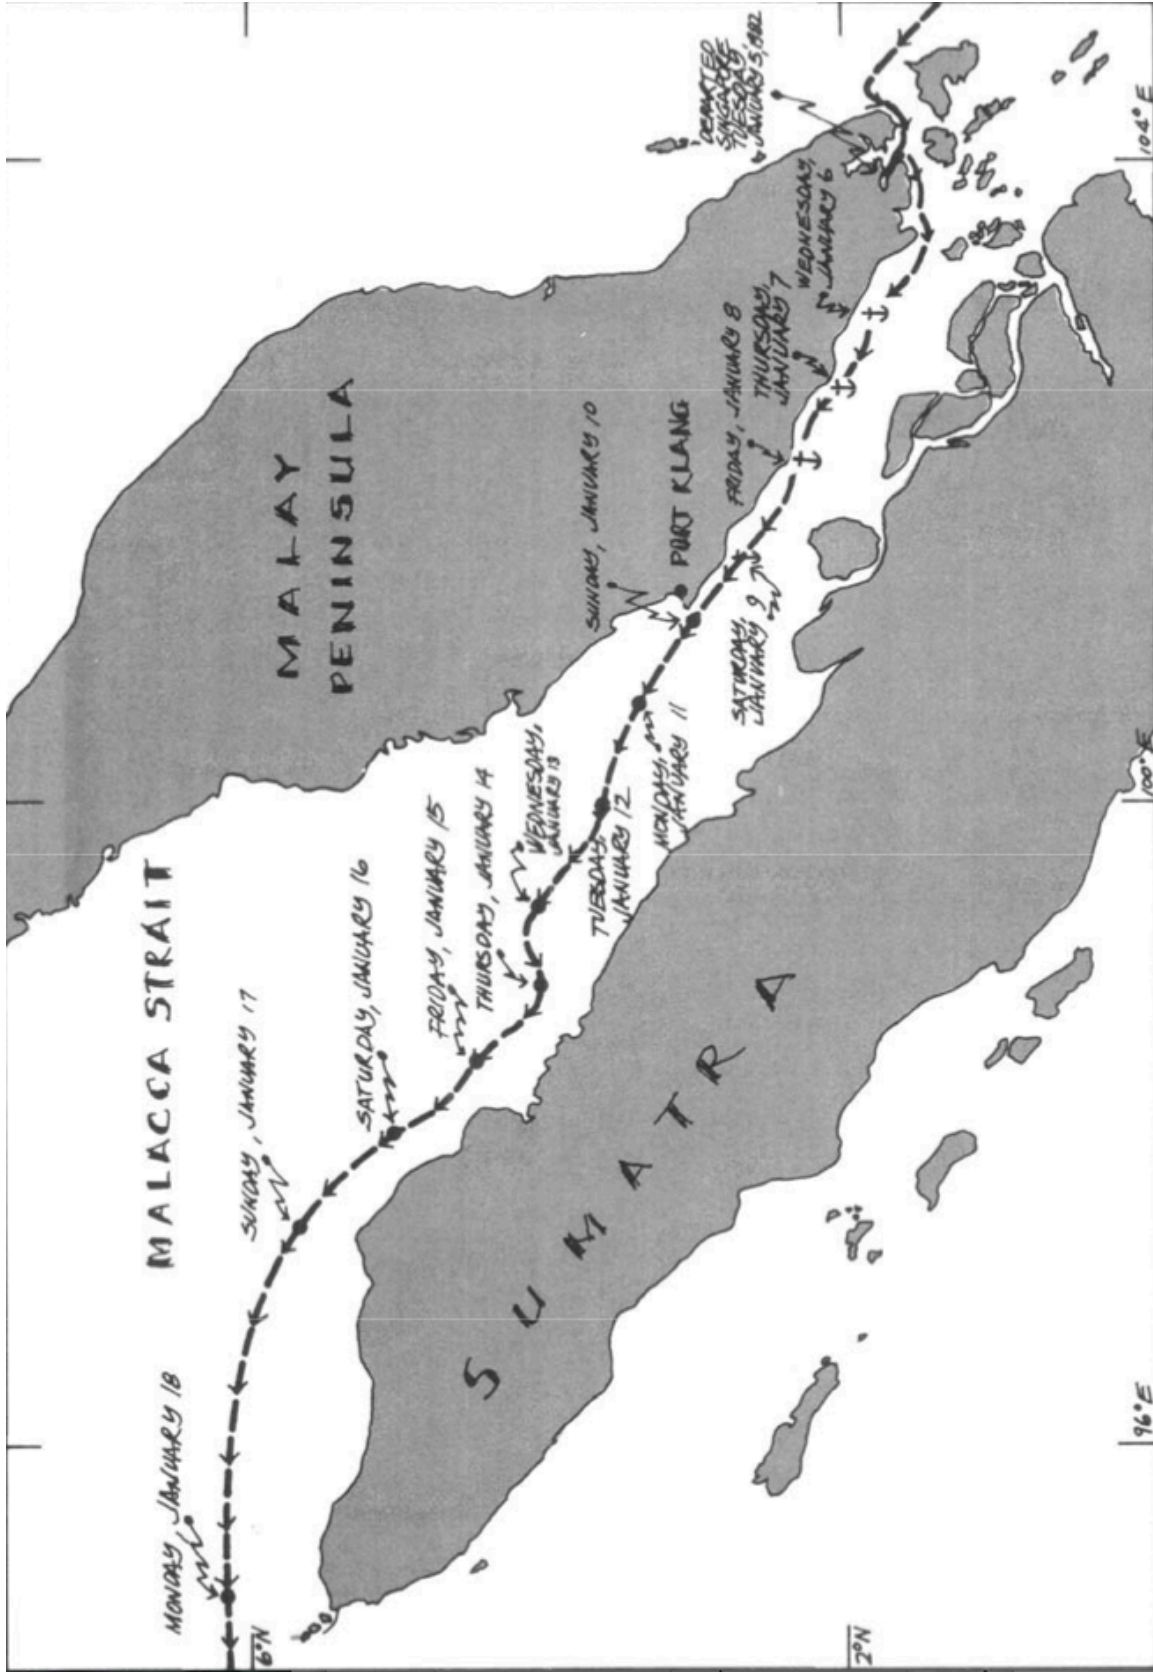 MALAY
PENINSULA
MALACCA STRAIT
SUMATRA
PORT KLANG
DEPARTED
SINGAPORE
TUESDAY,
JANUARY 5, 1982
WEDNESDAY,
JANUARY 6
THURSDAY,
JANUARY 7
FRIDAY, JANUARY 8
SATURDAY,
JANUARY 9
SUNDAY, JANUARY 10
MONDAY,
JANUARY 11
TUESDAY,
JANUARY 12
WEDNESDAY,
JANUARY 13
THURSDAY, JANUARY 14
FRIDAY, JANUARY 15
SATURDAY, JANUARY 16
SUNDAY, JANUARY 17
MONDAY, JANUARY 18
6°N
2°N
96°E
100°E
104°E